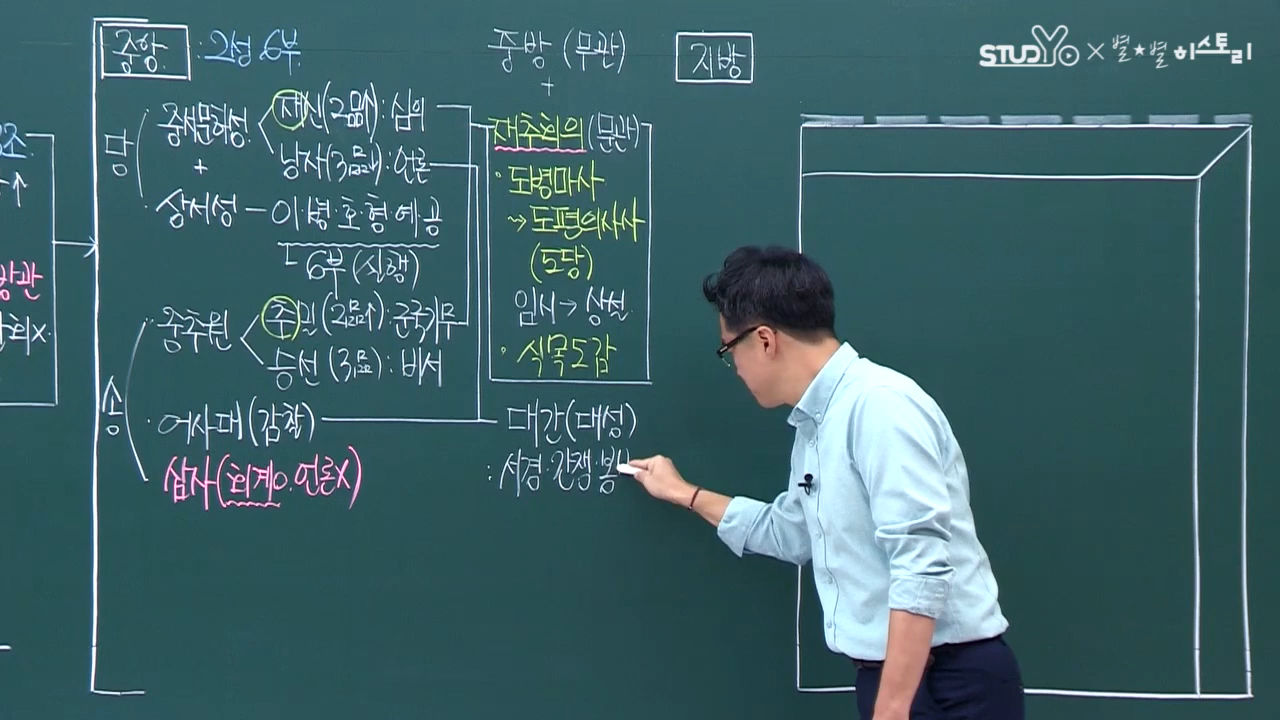 STUDYo × 별★별 히스토리
중앙 : 2성 6부
당
중서문하성
재신(2품↑) : 심의
낭사(3품↓) : 언론
+
상서성 - 이·병·호·형·예·공
6부 (실행)
송
중추원
추밀(2품↑) : 군국기무
승선(3품) : 비서
· 어사대 (감찰)
삼사 (회계o. 언론x)
중방 (무관)
+
재추회의 (문관)
· 도병마사
→ 도평의사사
(도당)
임시 → 상설
· 식목도감
대간 (대성)
: 서경·간쟁·봉
지방